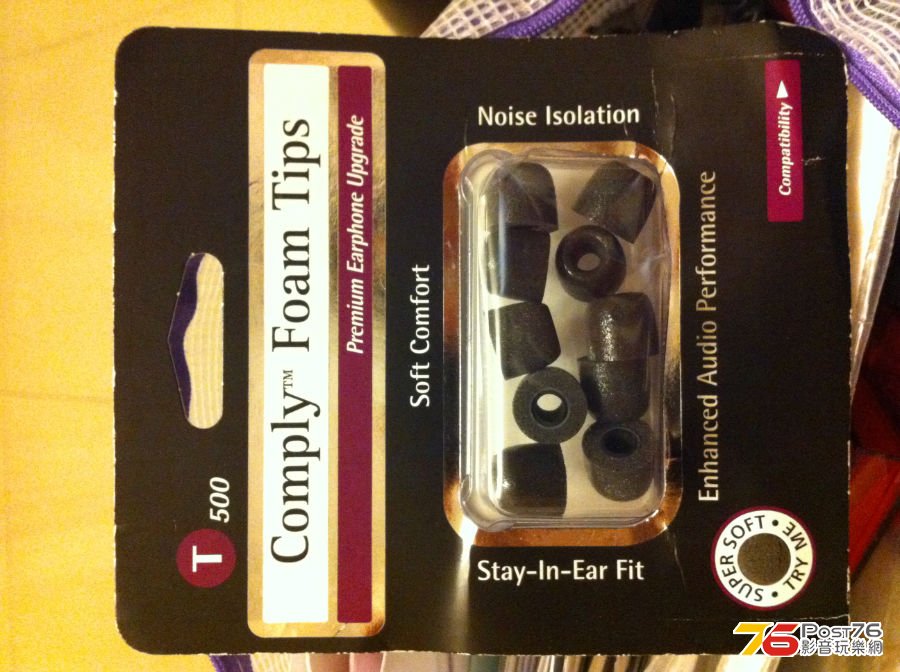 T 500
Comply™ Foam Tips
Premium Earphone Upgrade
Soft Comfort
Stay-In-Ear Fit
Noise Isolation
Enhanced Audio Performance
SUPER SOFT • TRY ME •
Compatibility ▶
76 Post76
影音玩樂網